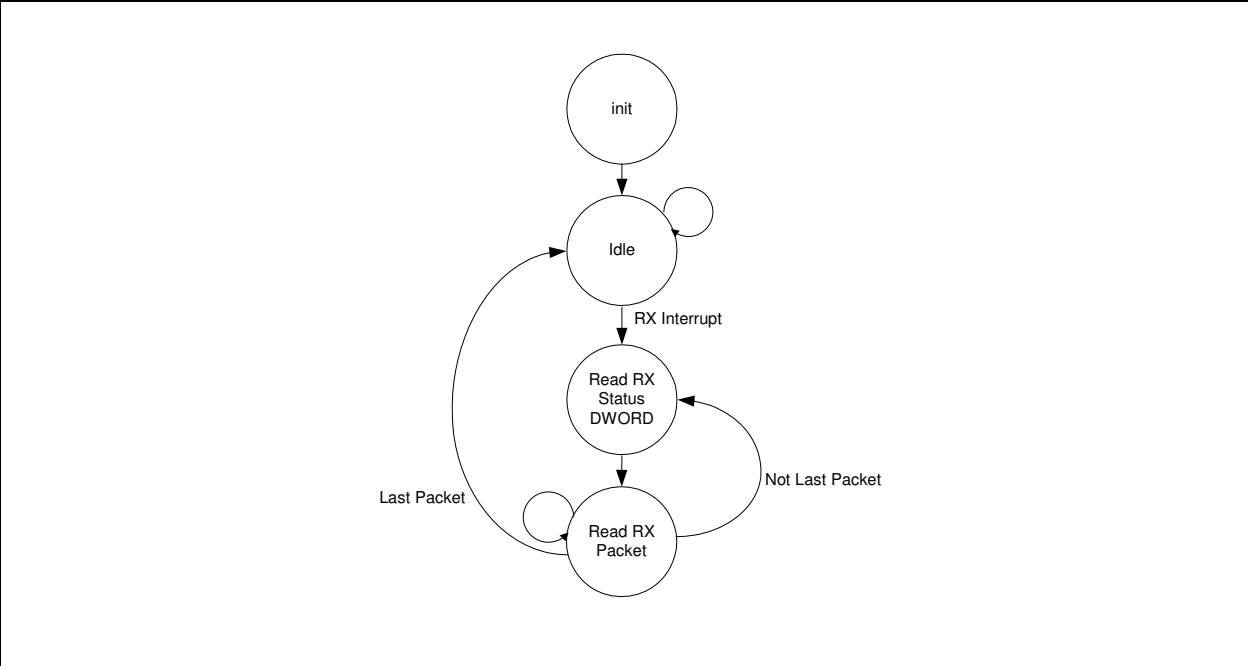 init
Idle
RX Interrupt
Read RX
Status
DWORD
Not Last Packet
Last Packet
Read RX
Packet